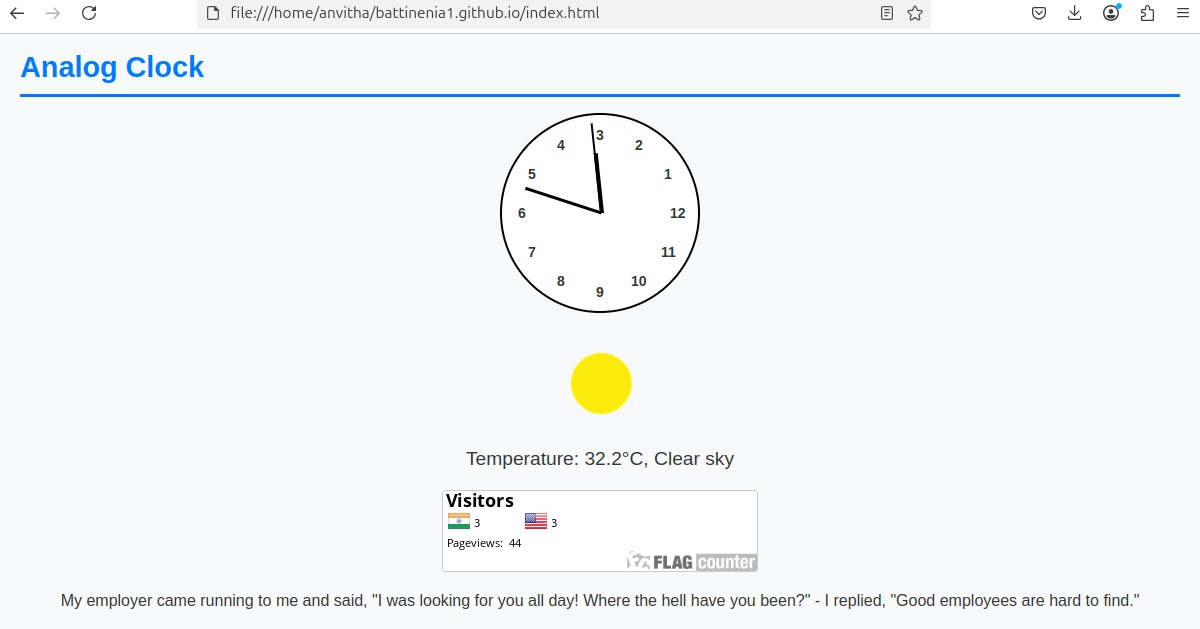 file:///home/anvitha/battinenia1.github.io/index.html
Analog Clock
3
4 2
5 1
6 12
7 11
8 10
9
Temperature: 32.2°C, Clear sky
Visitors
3 3
Pageviews: 44
FLAG counter
My employer came running to me and said, "I was looking for you all day! Where the hell have you been?" - I replied, "Good employees are hard to find."